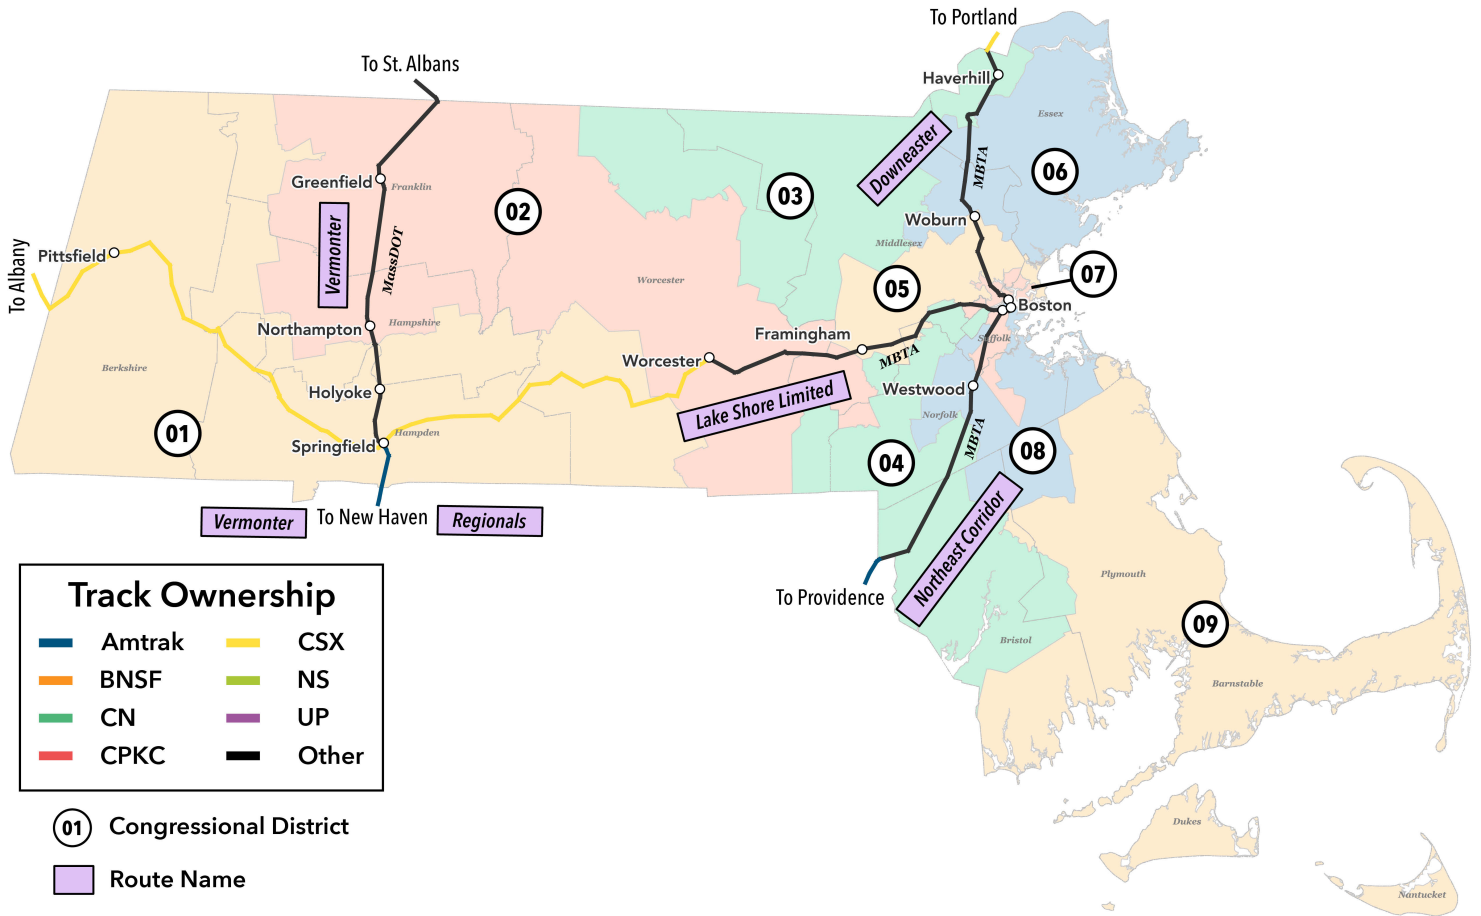 To Portland
To St. Albans
Haverhill
Essex
Downeaster
MBTA
06
Greenfield
Franklin
02
03
Vermonter
MassDOT
Woburn
Middlesex
To Albany
Pittsfield
Worcester
05
07
Boston
Northampton
Hampshire
Framingham
Suffolk
MBTA
Worcester
Berkshire
Holyoke
Lake Shore Limited
Westwood
Norfolk
MBTA
01
Hampden
Springfield
04
08
Vermonter
To New Haven
Regionals
Northeast Corridor
To Providence
Plymouth
09
Bristol
Barnstable
Dukes
Nantucket
Track Ownership
Amtrak
CSX
BNSF
NS
CN
UP
CPKC
Other
01
Congressional District
Route Name